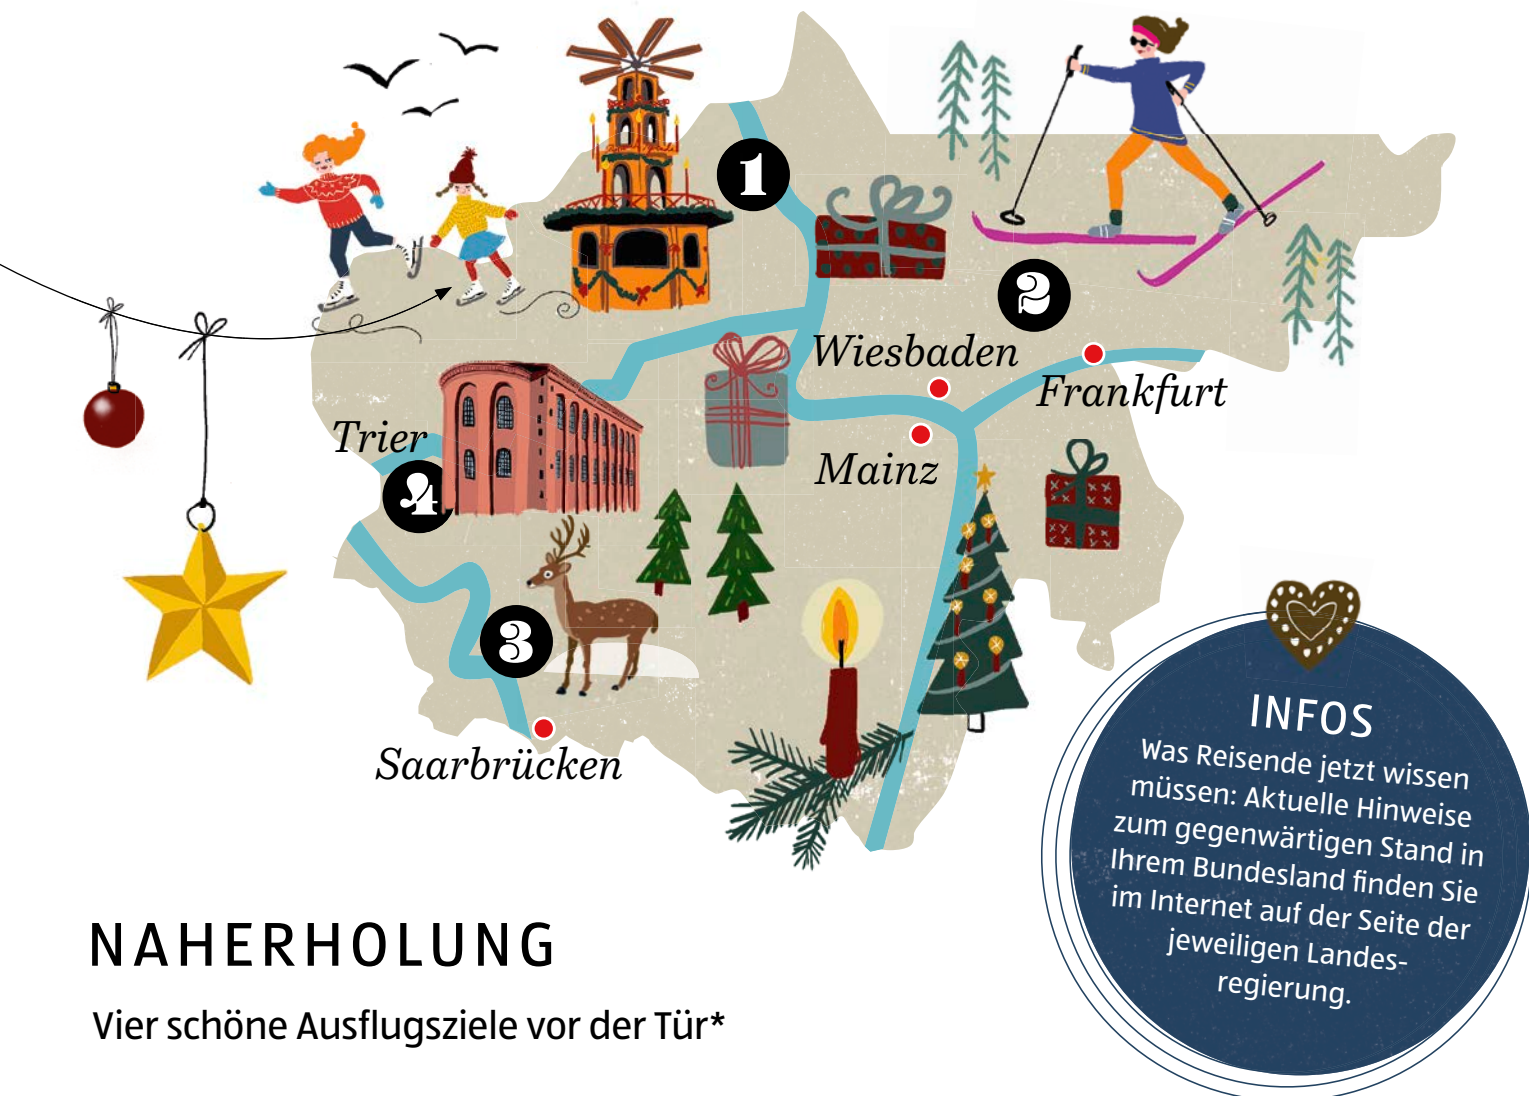 1
2
Wiesbaden
Frankfurt
Trier
Mainz
4
3
Saarbrücken
INFOS
Was Reisende jetzt wissen
müssen: Aktuelle Hinweise
zum gegenwärtigen Stand in
Ihrem Bundesland finden Sie
im Internet auf der Seite der
jeweiligen Landes-
regierung.
NAHERHOLUNG
Vier schöne Ausflugsziele vor der Tür*